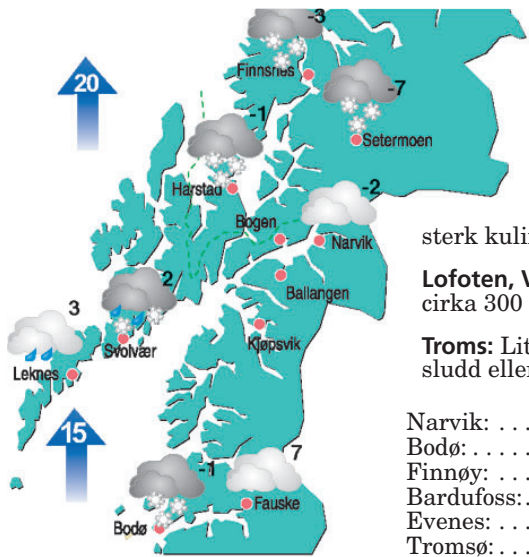 -3
Finnsnes
20
-7
-1
Setermoen
Harstad
-2
Bogen
Narvik
sterk kulin
Ballangen
Lofoten, V
2
cirka 300
3
Svolvær
Kjøpsvik
Troms: Lit
Leknes
sludd eller
15
Narvik: . . .
7
Bodø: . . . . .
-1
Finnøy: . . .
Fauske
Bardufoss: .
Evenes: . . .
Bodø
Tromsø: . .